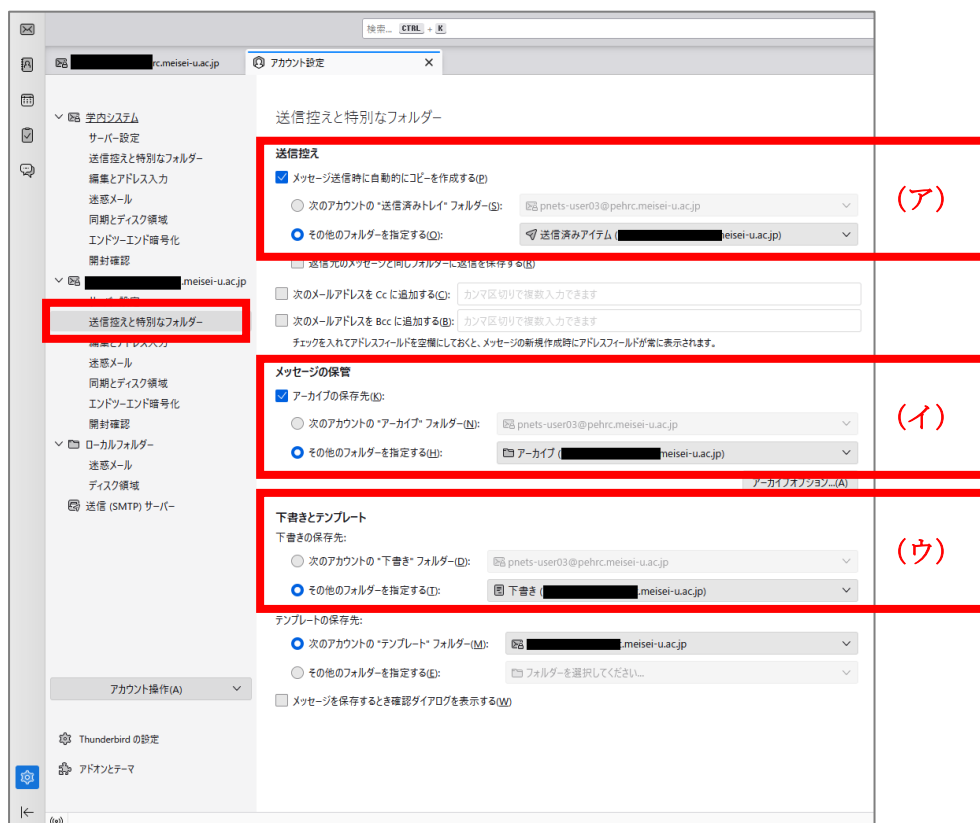 検索... CTRL + K
rc.meisei-u.ac.jp
アカウント設定 ×
学内システム
サーバー設定
送信控えと特別なフォルダー
編集とアドレス入力
迷惑メール
同期とディスク領域
エンドツーエンド暗号化
開封確認
.meisei-u.ac.jp
送信控えと特別なフォルダー
編集とアドレス入力
迷惑メール
同期とディスク領域
エンドツーエンド暗号化
開封確認
ローカルフォルダー
迷惑メール
ディスク領域
送信 (SMTP) サーバー
アカウント操作(A)
Thunderbird の設定
アドオンとテーマ
送信控えと特別なフォルダー
送信控え
メッセージ送信時に自動的にコピーを作成する(P)
次のアカウントの "送信済みトレイ" フォルダー(S): pnets-user03@pehrc.meisei-u.ac.jp
その他のフォルダーを指定する(O): 送信済みアイテム ( eisei-u.ac.jp)
(ア)
返信元のメッセージと同じフォルダーに返信を保存する(R)
次のメールアドレスを Cc に追加する(C): カンマ区切りで複数入力できます
次のメールアドレスを Bcc に追加する(B): カンマ区切りで複数入力できます
チェックを入れてアドレスフィールドを空欄にしておくと、メッセージの新規作成時にアドレスフィールドが常に表示されます。
メッセージの保管
アーカイブの保存先(K):
次のアカウントの "アーカイブ" フォルダー(N): pnets-user03@pehrc.meisei-u.ac.jp
その他のフォルダーを指定する(H): アーカイブ ( meisei-u.ac.jp)
(イ)
アーカイブオプション...(A)
下書きとテンプレート
下書きの保存先:
次のアカウントの "下書き" フォルダー(D): pnets-user03@pehrc.meisei-u.ac.jp
その他のフォルダーを指定する(T): 下書き ( .meisei-u.ac.jp)
(ウ)
テンプレートの保存先:
次のアカウントの "テンプレート" フォルダー(M): .meisei-u.ac.jp
その他のフォルダーを指定する(E): フォルダーを選択してください...
メッセージを保存するとき確認ダイアログを表示する(W)